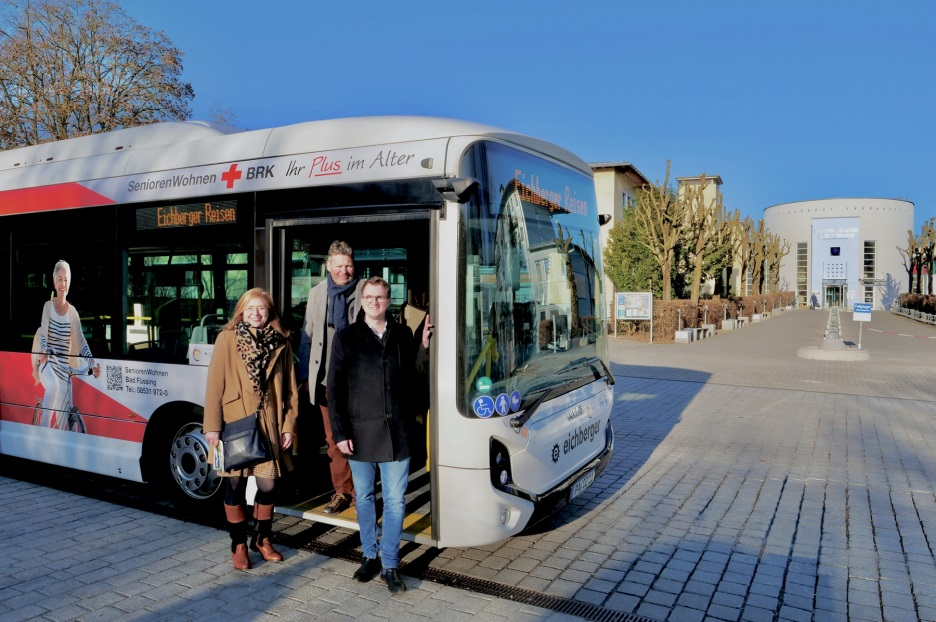 SeniorenWohnen BRK Ihr Plus im Alter
Eichberger Reisen
Eichberger Reisen
SeniorenWohnen
Bad Füssing
Tel.: 08531 972-0
eichberger